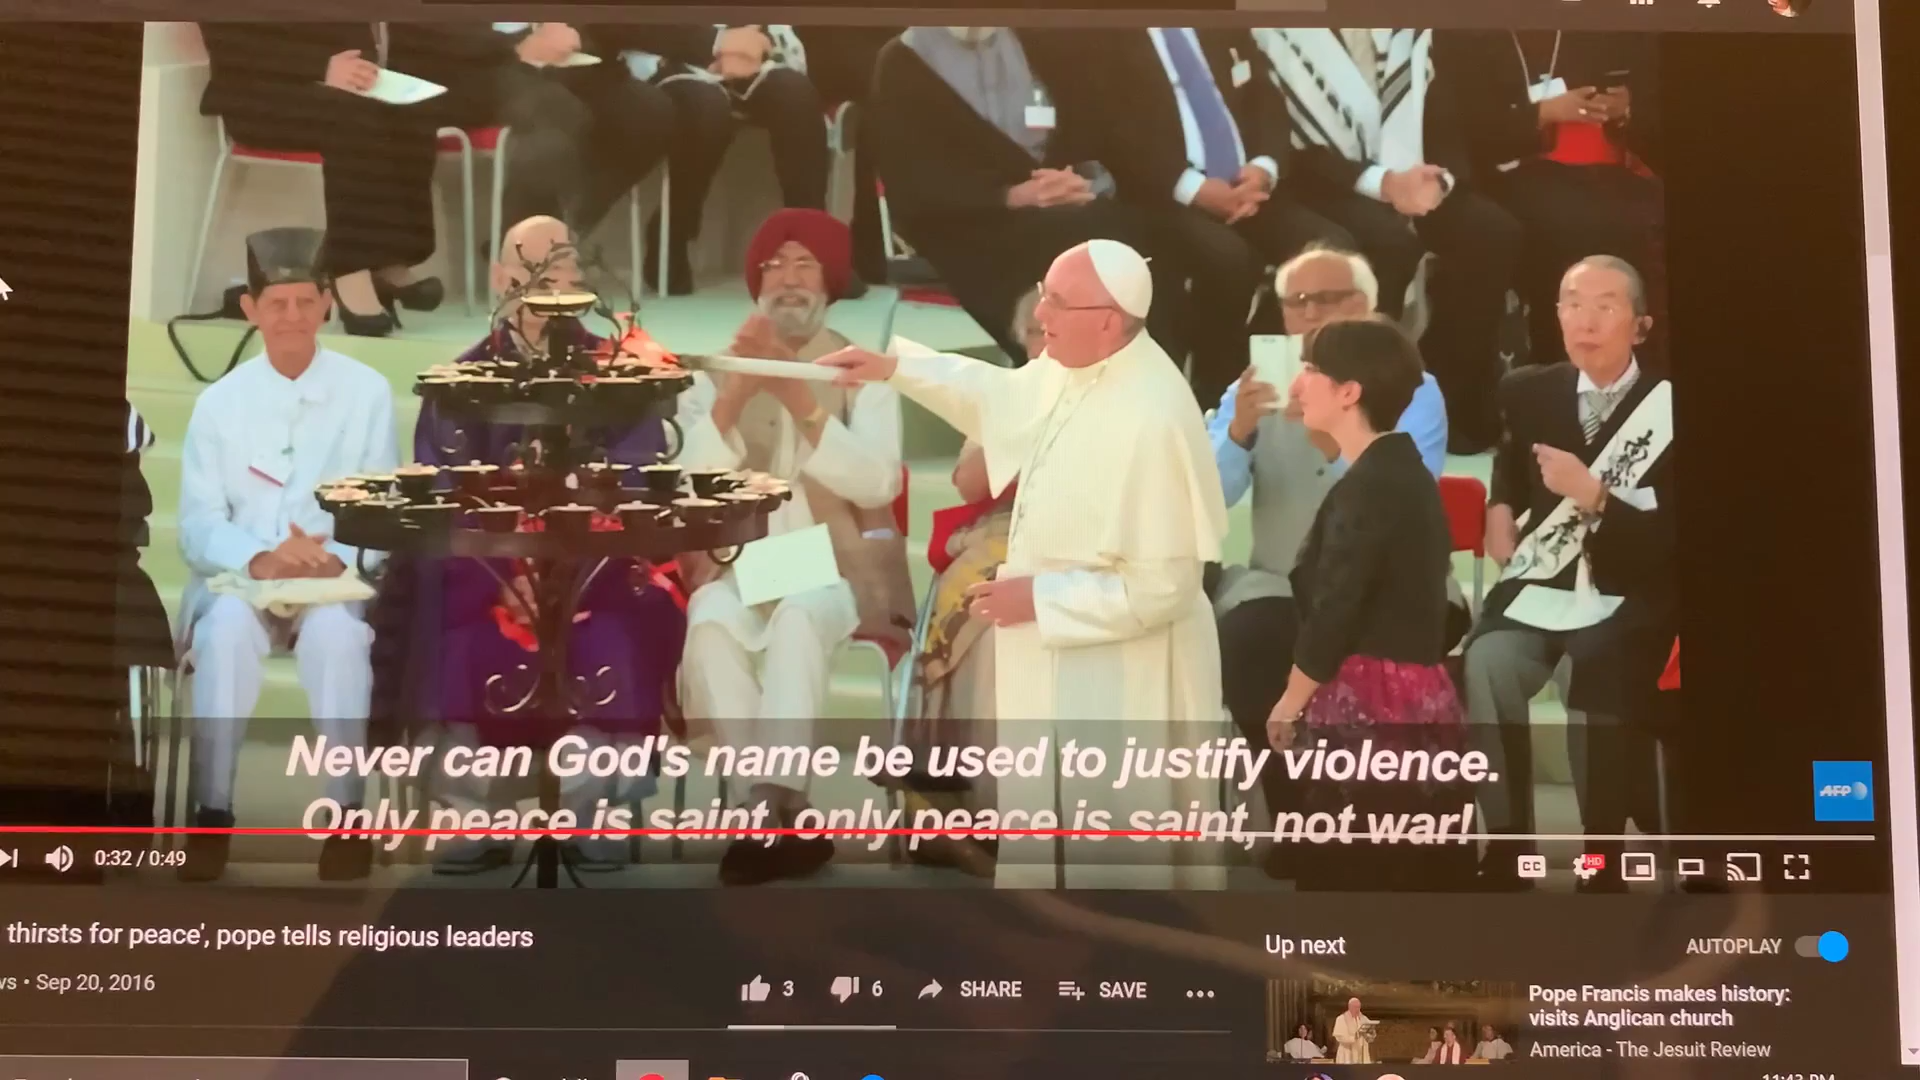 Never can God's name be used to justify violence.
Only peace is saint, only peace is saint, not war!
AFP
0:32 / 0:49
CC
HD
thirsts for peace', pope tells religious leaders
Sep 20, 2016
3
6
SHARE
SAVE
Up next
AUTOPLAY
Pope Francis makes history:
visits Anglican church
America - The Jesuit Review